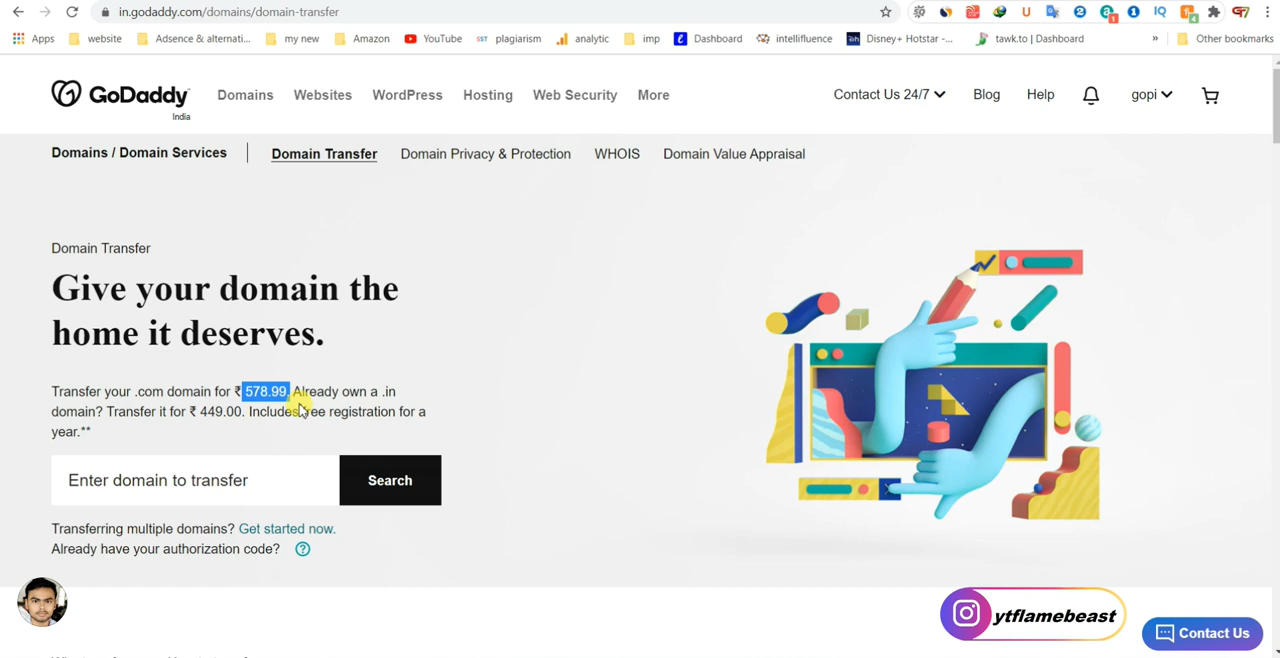 in.godaddy.com/domains/domain-transfer
Apps website Adsence & alternati... my new Amazon YouTube SST plagiarism analytic imp Dashboard intellifluence Disney+ Hotstar -... tawk.to | Dashboard » Other bookmarks
GoDaddy Domains Websites WordPress Hosting Web Security More Contact Us 24/7 Blog Help gopi
India
Domains / Domain Services Domain Transfer Domain Privacy & Protection WHOIS Domain Value Appraisal
Domain Transfer
Give your domain the
home it deserves.
Transfer your .com domain for ₹ 578.99. Already own a .in
domain? Transfer it for ₹ 449.00. Includes free registration for a
year.**
Enter domain to transfer Search
Transferring multiple domains? Get started now.
Already have your authorization code? ?
ytflamebeast
Contact Us